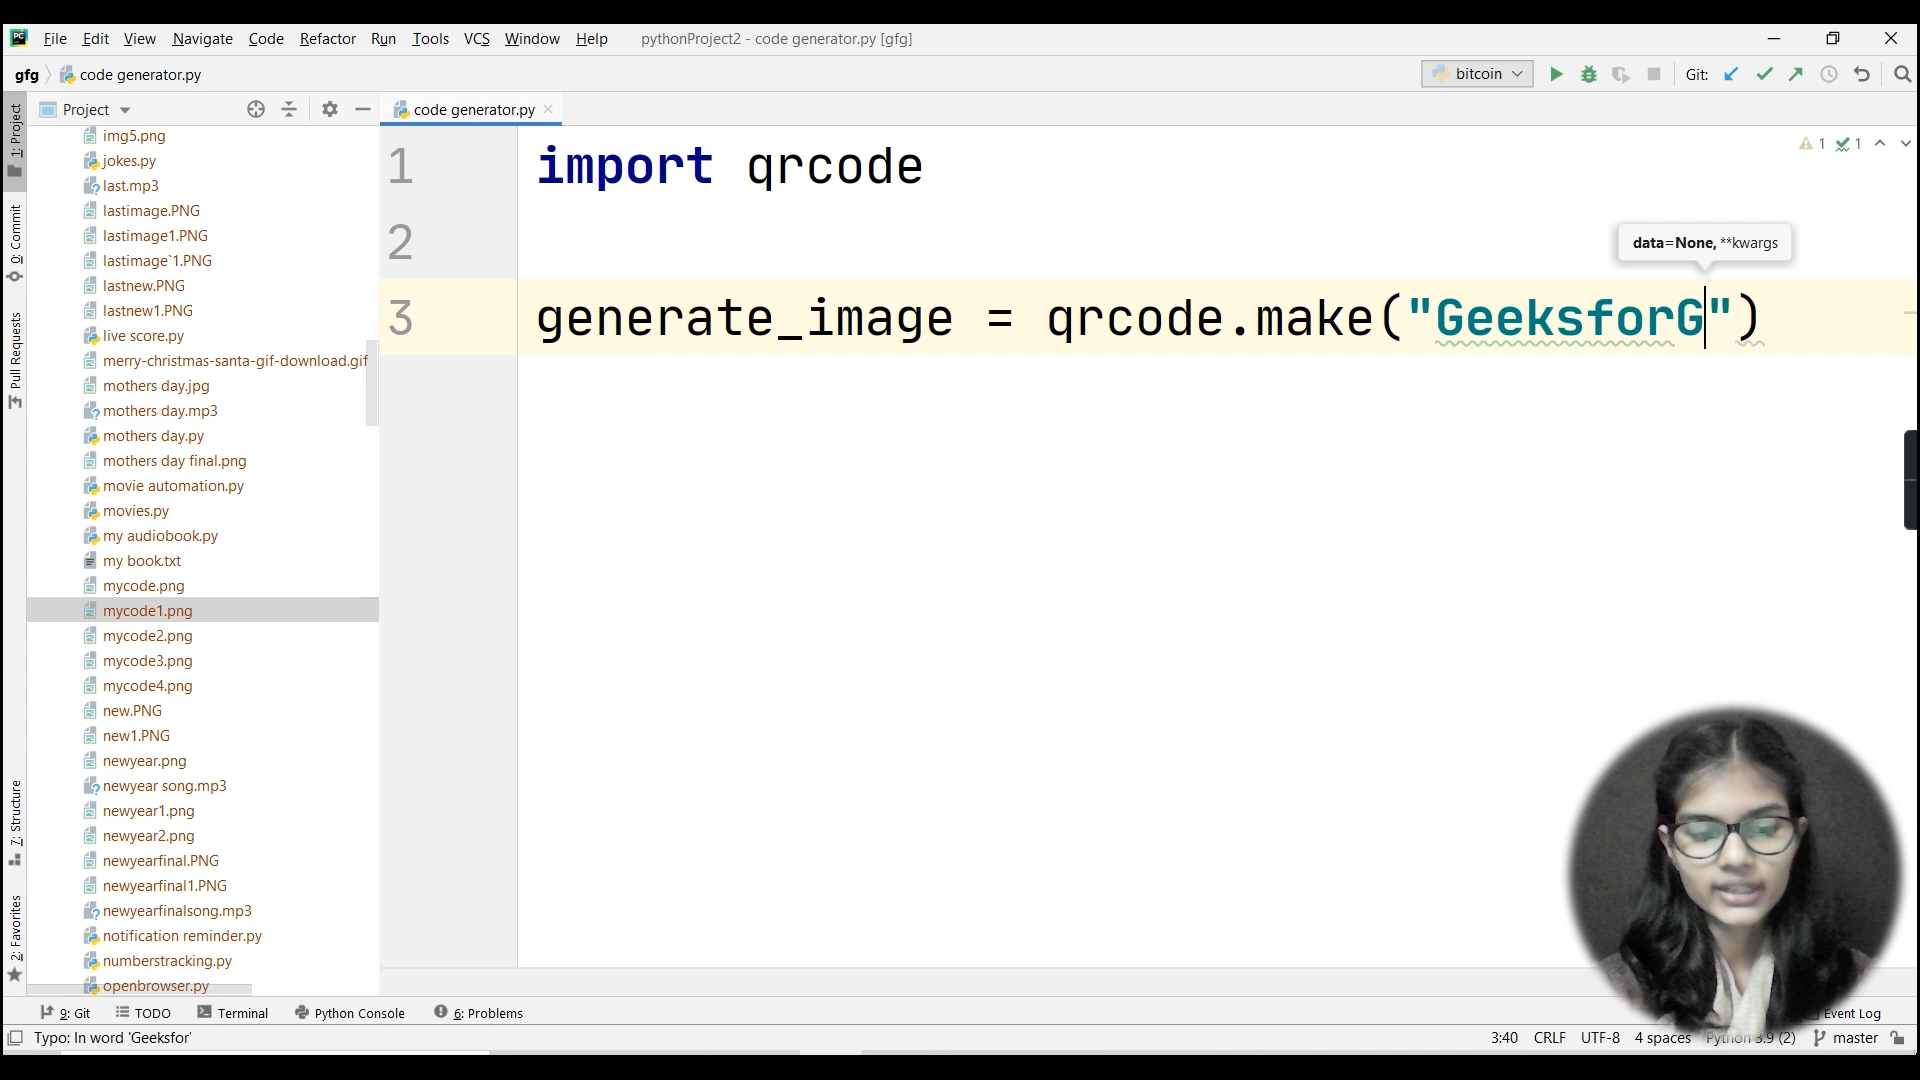 File Edit View Navigate Code Refactor Run Tools VCS Window Help pythonProject2 - code generator.py [gfg]
gfg code generator.py bitcoin Git:
Project code generator.py
1: Project
0: Commit
Pull Requests
7: Structure
2: Favorites
img5.png
jokes.py
last.mp3
lastimage.PNG
lastimage1.PNG
lastimage`1.PNG
lastnew.PNG
lastnew1.PNG
live score.py
merry-christmas-santa-gif-download.gif
mothers day.jpg
mothers day.mp3
mothers day.py
mothers day final.png
movie automation.py
movies.py
my audiobook.py
my book.txt
mycode.png
mycode1.png
mycode2.png
mycode3.png
mycode4.png
new.PNG
new1.PNG
newyear.png
newyear song.mp3
newyear1.png
newyear2.png
newyearfinal.PNG
newyearfinal1.PNG
newyearfinalsong.mp3
notification reminder.py
numberstracking.py
openbrowser.py
1 import qrcode
1 1
2
data=None, **kwargs
3 generate_image = qrcode.make("GeeksforG")
9: Git TODO Terminal Python Console 6: Problems Event Log
Typo: In word 'Geeksfor' 3:40 CRLF UTF-8 4 spaces Python 3.9 (2) master